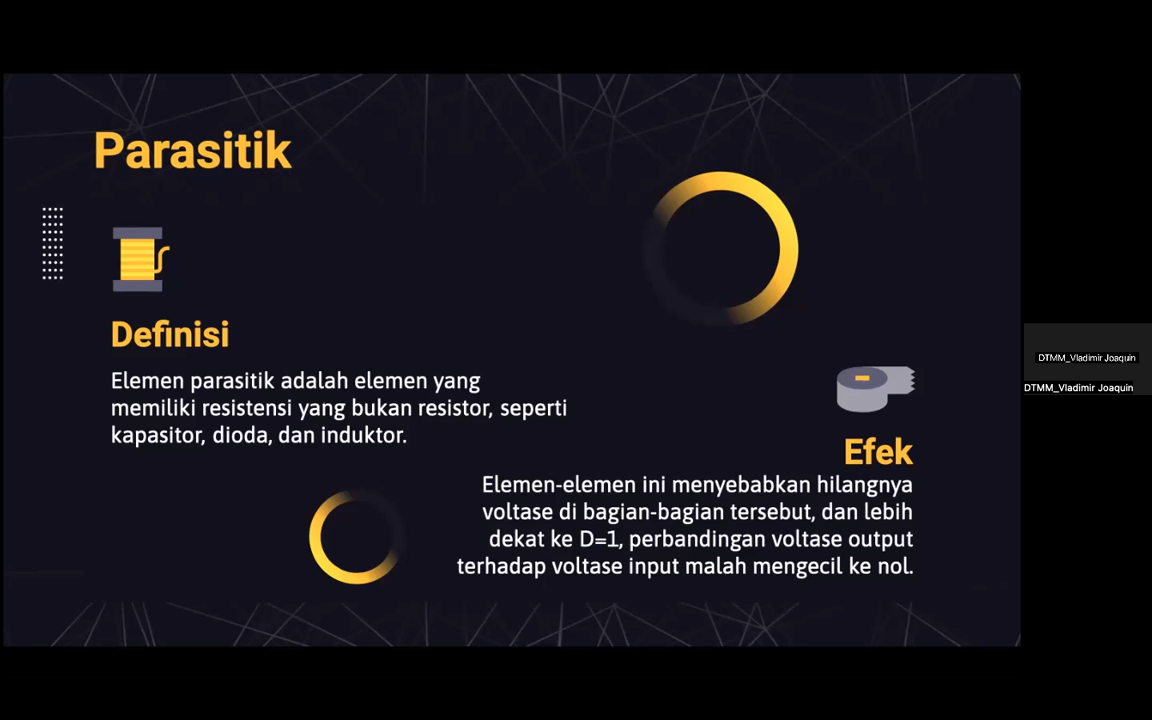 Parasitik
Definisi
Elemen parasitik adalah elemen yang
memiliki resistensi yang bukan resistor, seperti
kapasitor, dioda, dan induktor.
Efek
Elemen-elemen ini menyebabkan hilangnya
voltase di bagian-bagian tersebut, dan lebih
dekat ke D=1, perbandingan voltase output
terhadap voltase input malah mengecil ke nol.
DTMM_Vladimir Joaquin
DTMM_Vladimir Joaquin